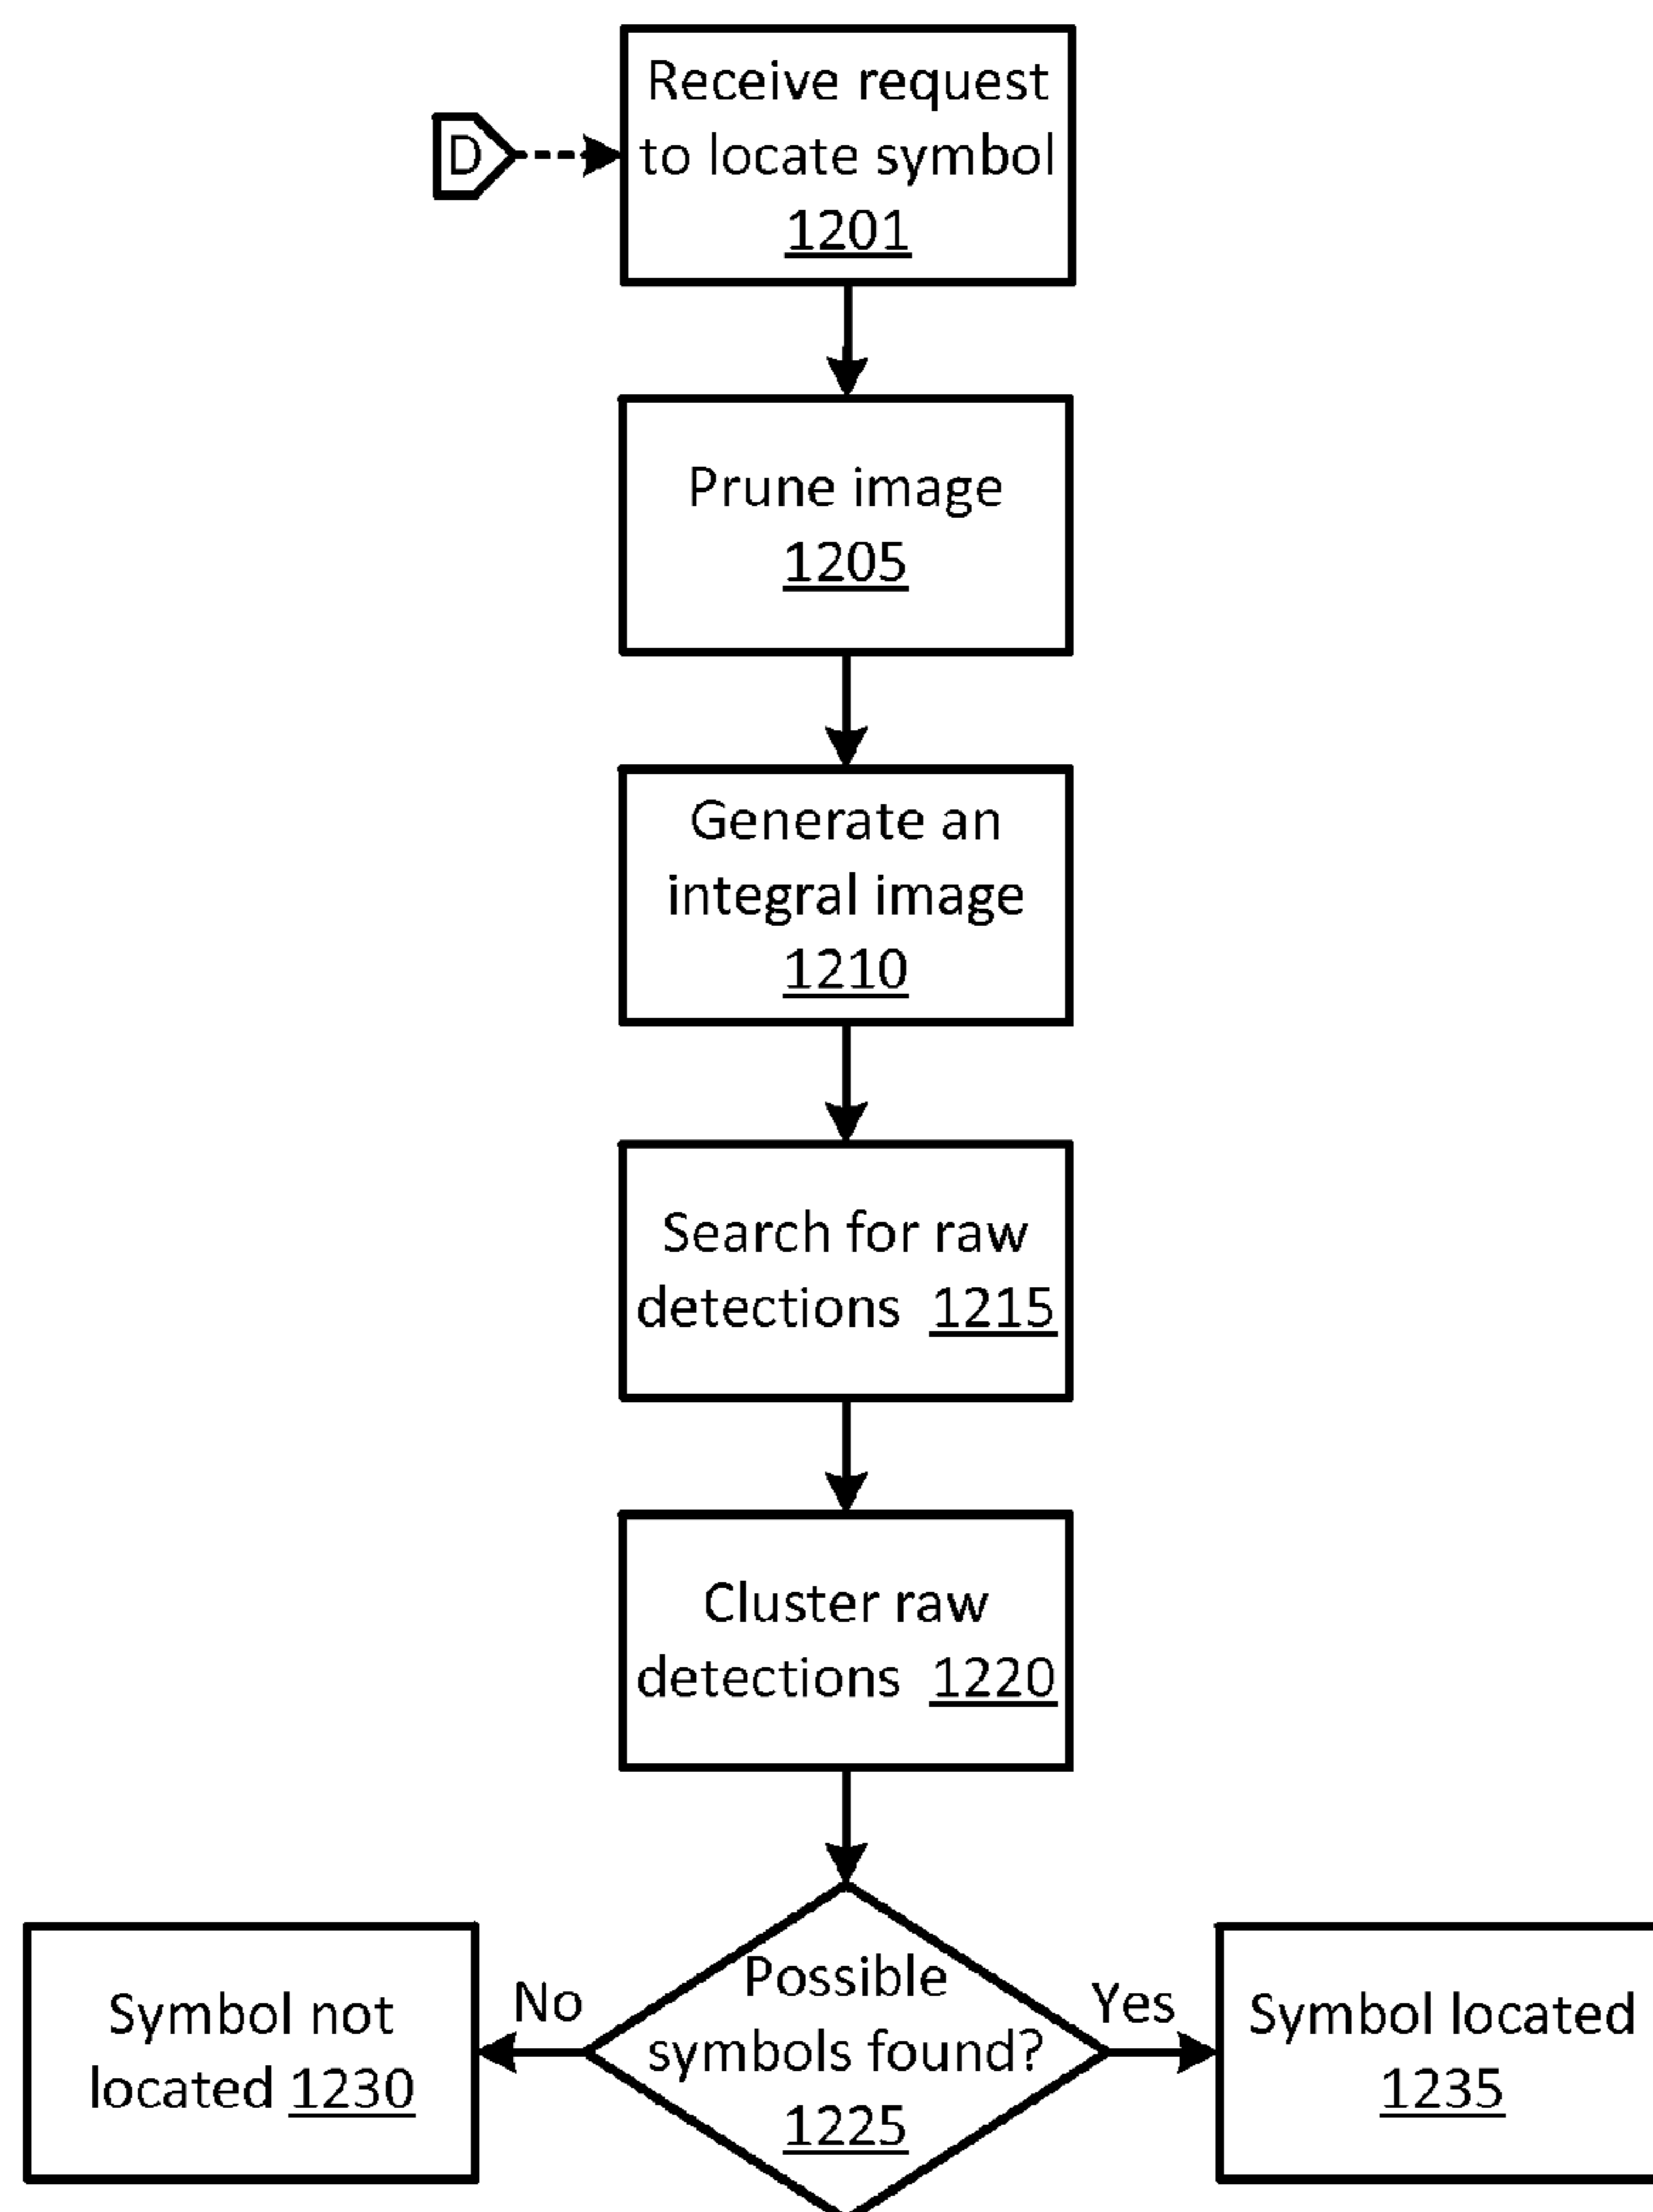 Receive request
D
to locate symbol
1201
Prune image
1205
Generate an
integral image
1210
Search for raw
detections 1215
Cluster raw
detections 1220
Possible
symbols found?
1225
No
Yes
Symbol not
located 1230
Symbol located
1235